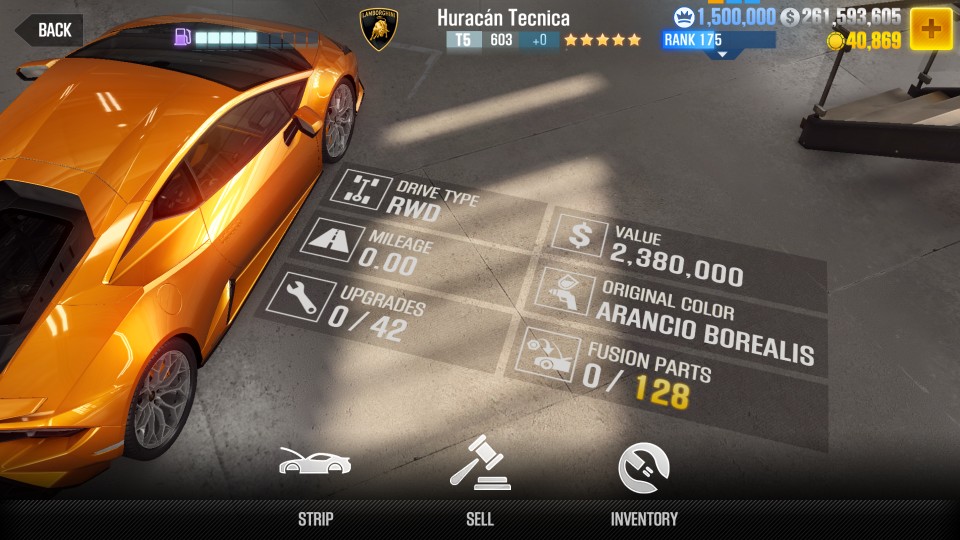 BACK
LAMBORGHINI
Huracán Tecnica
T5 603 +0
1,500,000
261,593,605
RANK 175
40,869
DRIVE TYPE
RWD
MILEAGE
0.00
UPGRADES
0 / 42
VALUE
2,380,000
ORIGINAL COLOR
ARANCIO BOREALIS
FUSION PARTS
0 / 128
STRIP
SELL
INVENTORY